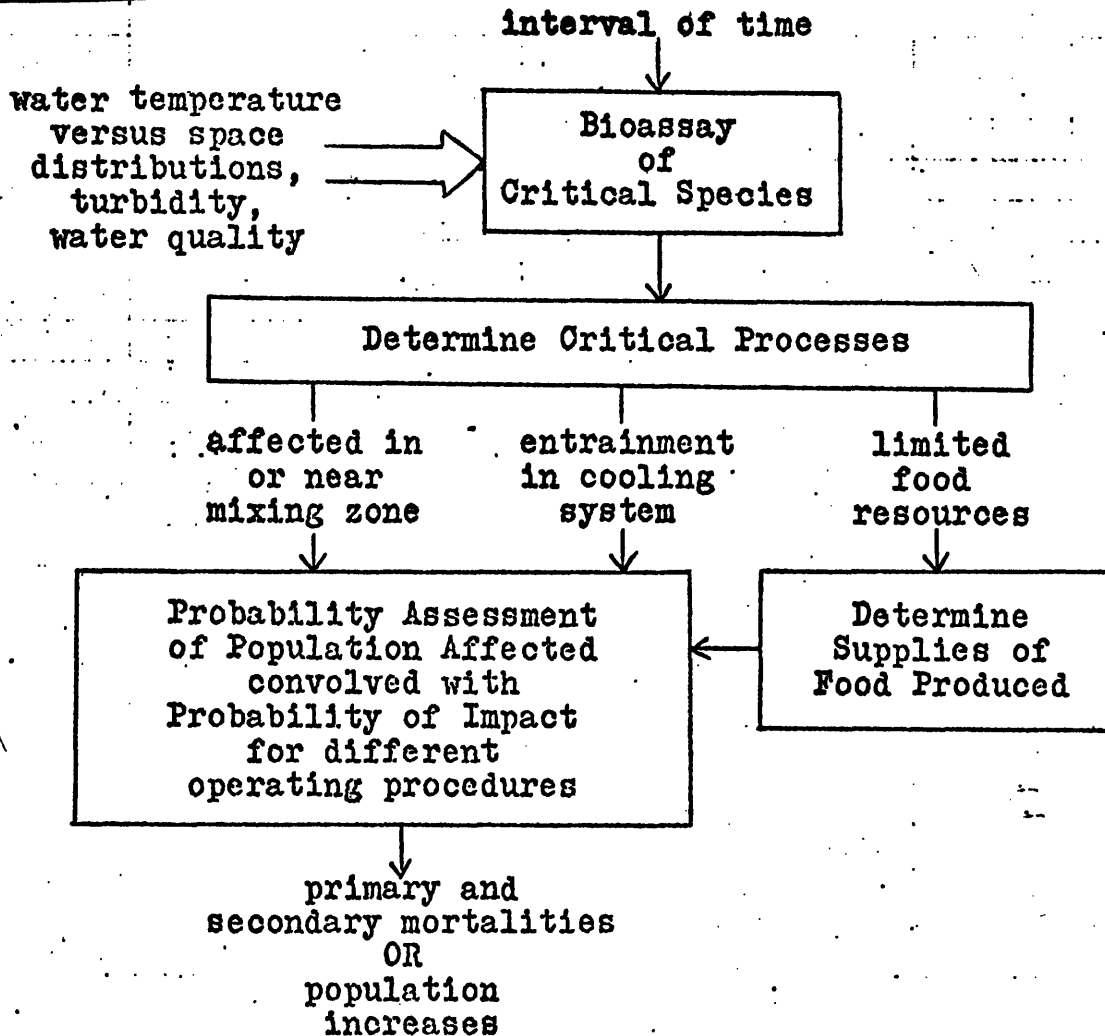 interval of time
water temperature
versus space
distributions,
turbidity,
water quality
Bioassay
of
Critical Species
Determine Critical Processes
affected in
or near
mixing zone
entrainment
in cooling
system
limited
food
resources
Probability Assessment
of Population Affected
convolved with
Probability of Impact
for different
operating procedures
Determine
Supplies of
Food Produced
primary and
secondary mortalities
OR
population
increases